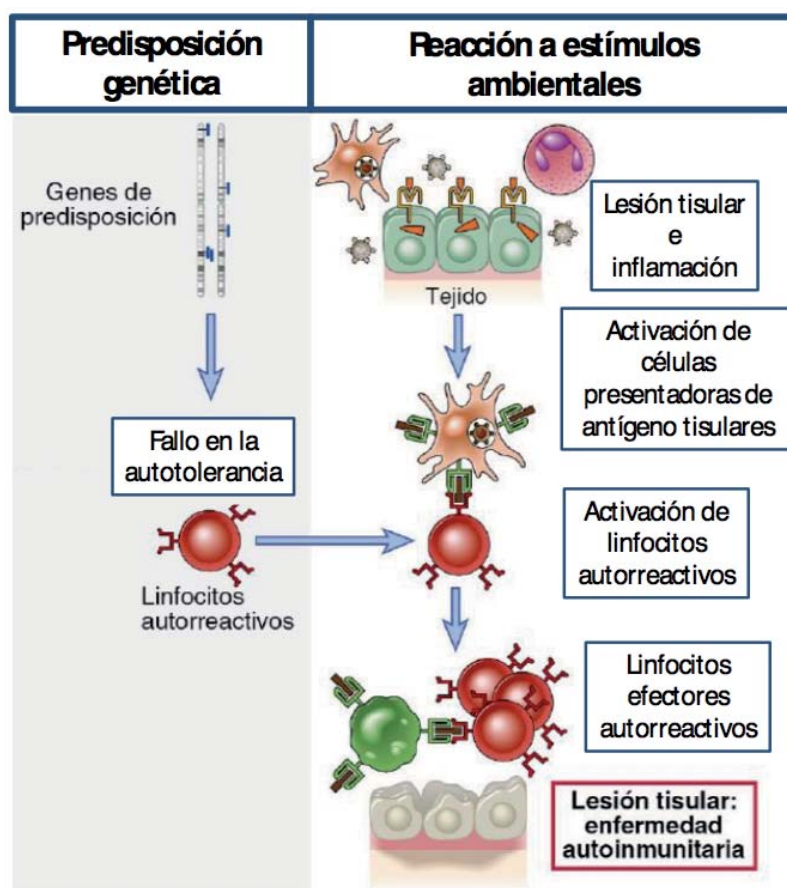 Predisposición
genética
Reacción a estímulos
ambientales
Genes de
predisposición
Lesión tisular
e
inflamación
Tejido
Activación de
células
presentadoras de
antígeno tisulares
Fallo en la
autotolerancia
Activación de
linfocitos
autorreactivos
Linfocitos
autorreactivos
Linfocitos
efectores
autorreactivos
Lesión tisular:
enfermedad
autoinmunitaria